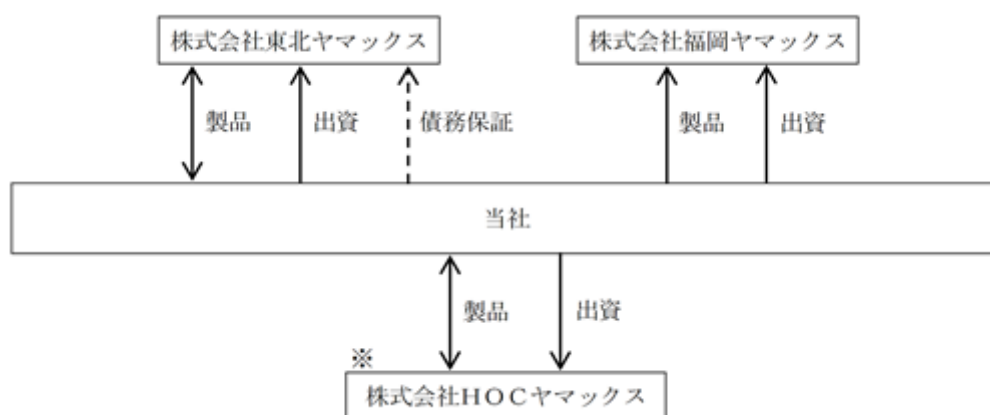 株式会社東北ヤマックス
株式会社福岡ヤマックス
製品
出資
債務保証
製品
出資
当社
製品
出資
※
株式会社HOCヤマックス